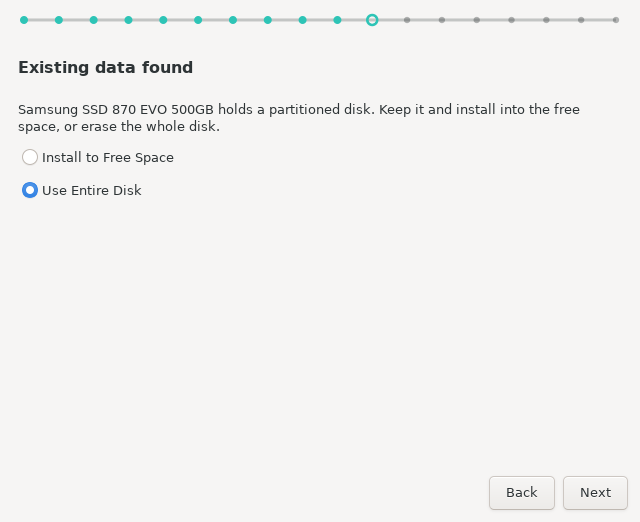 Existing data found
Samsung SSD 870 EVO 500GB holds a partitioned disk. Keep it and install into the free
space, or erase the whole disk.
Install to Free Space
Use Entire Disk
Back
Next